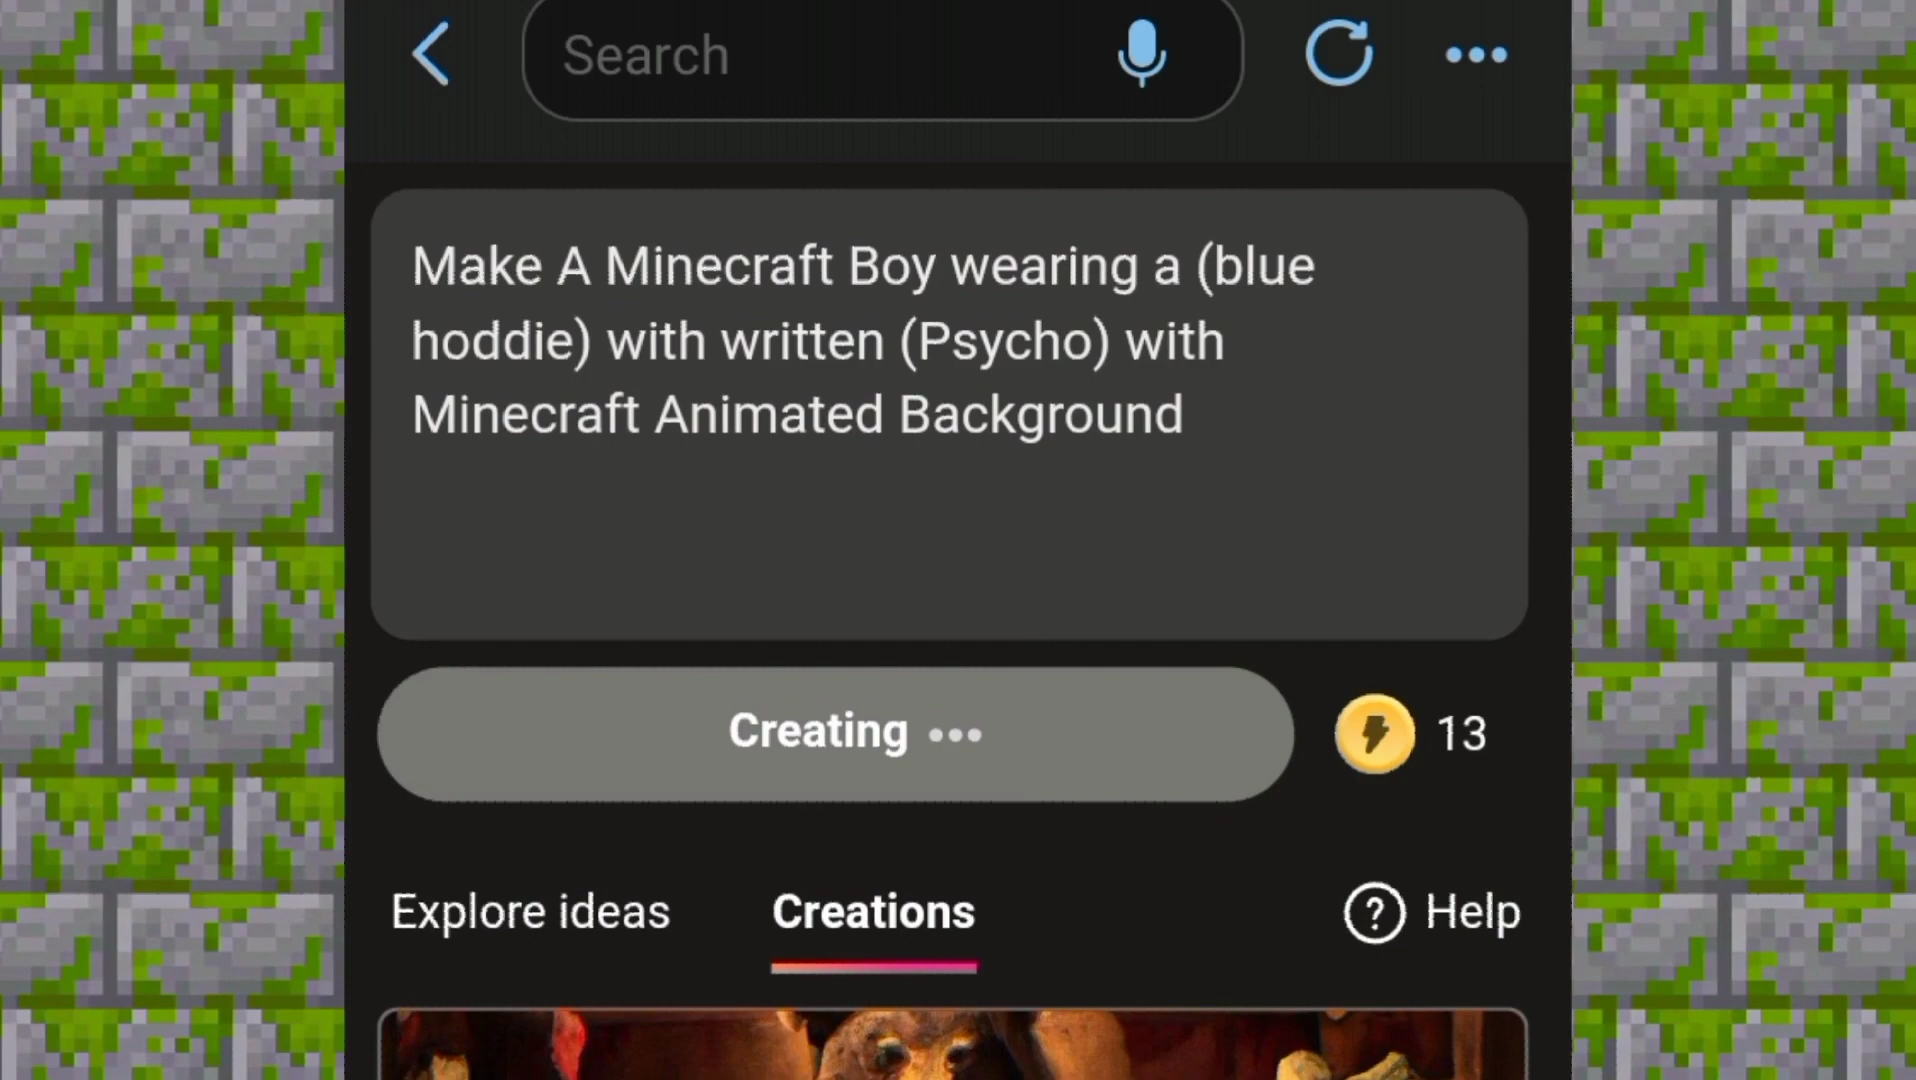 Search
Make A Minecraft Boy wearing a (blue
hoddie) with written (Psycho) with
Minecraft Animated Background
Creating •••
13
Explore ideas
Creations
Help